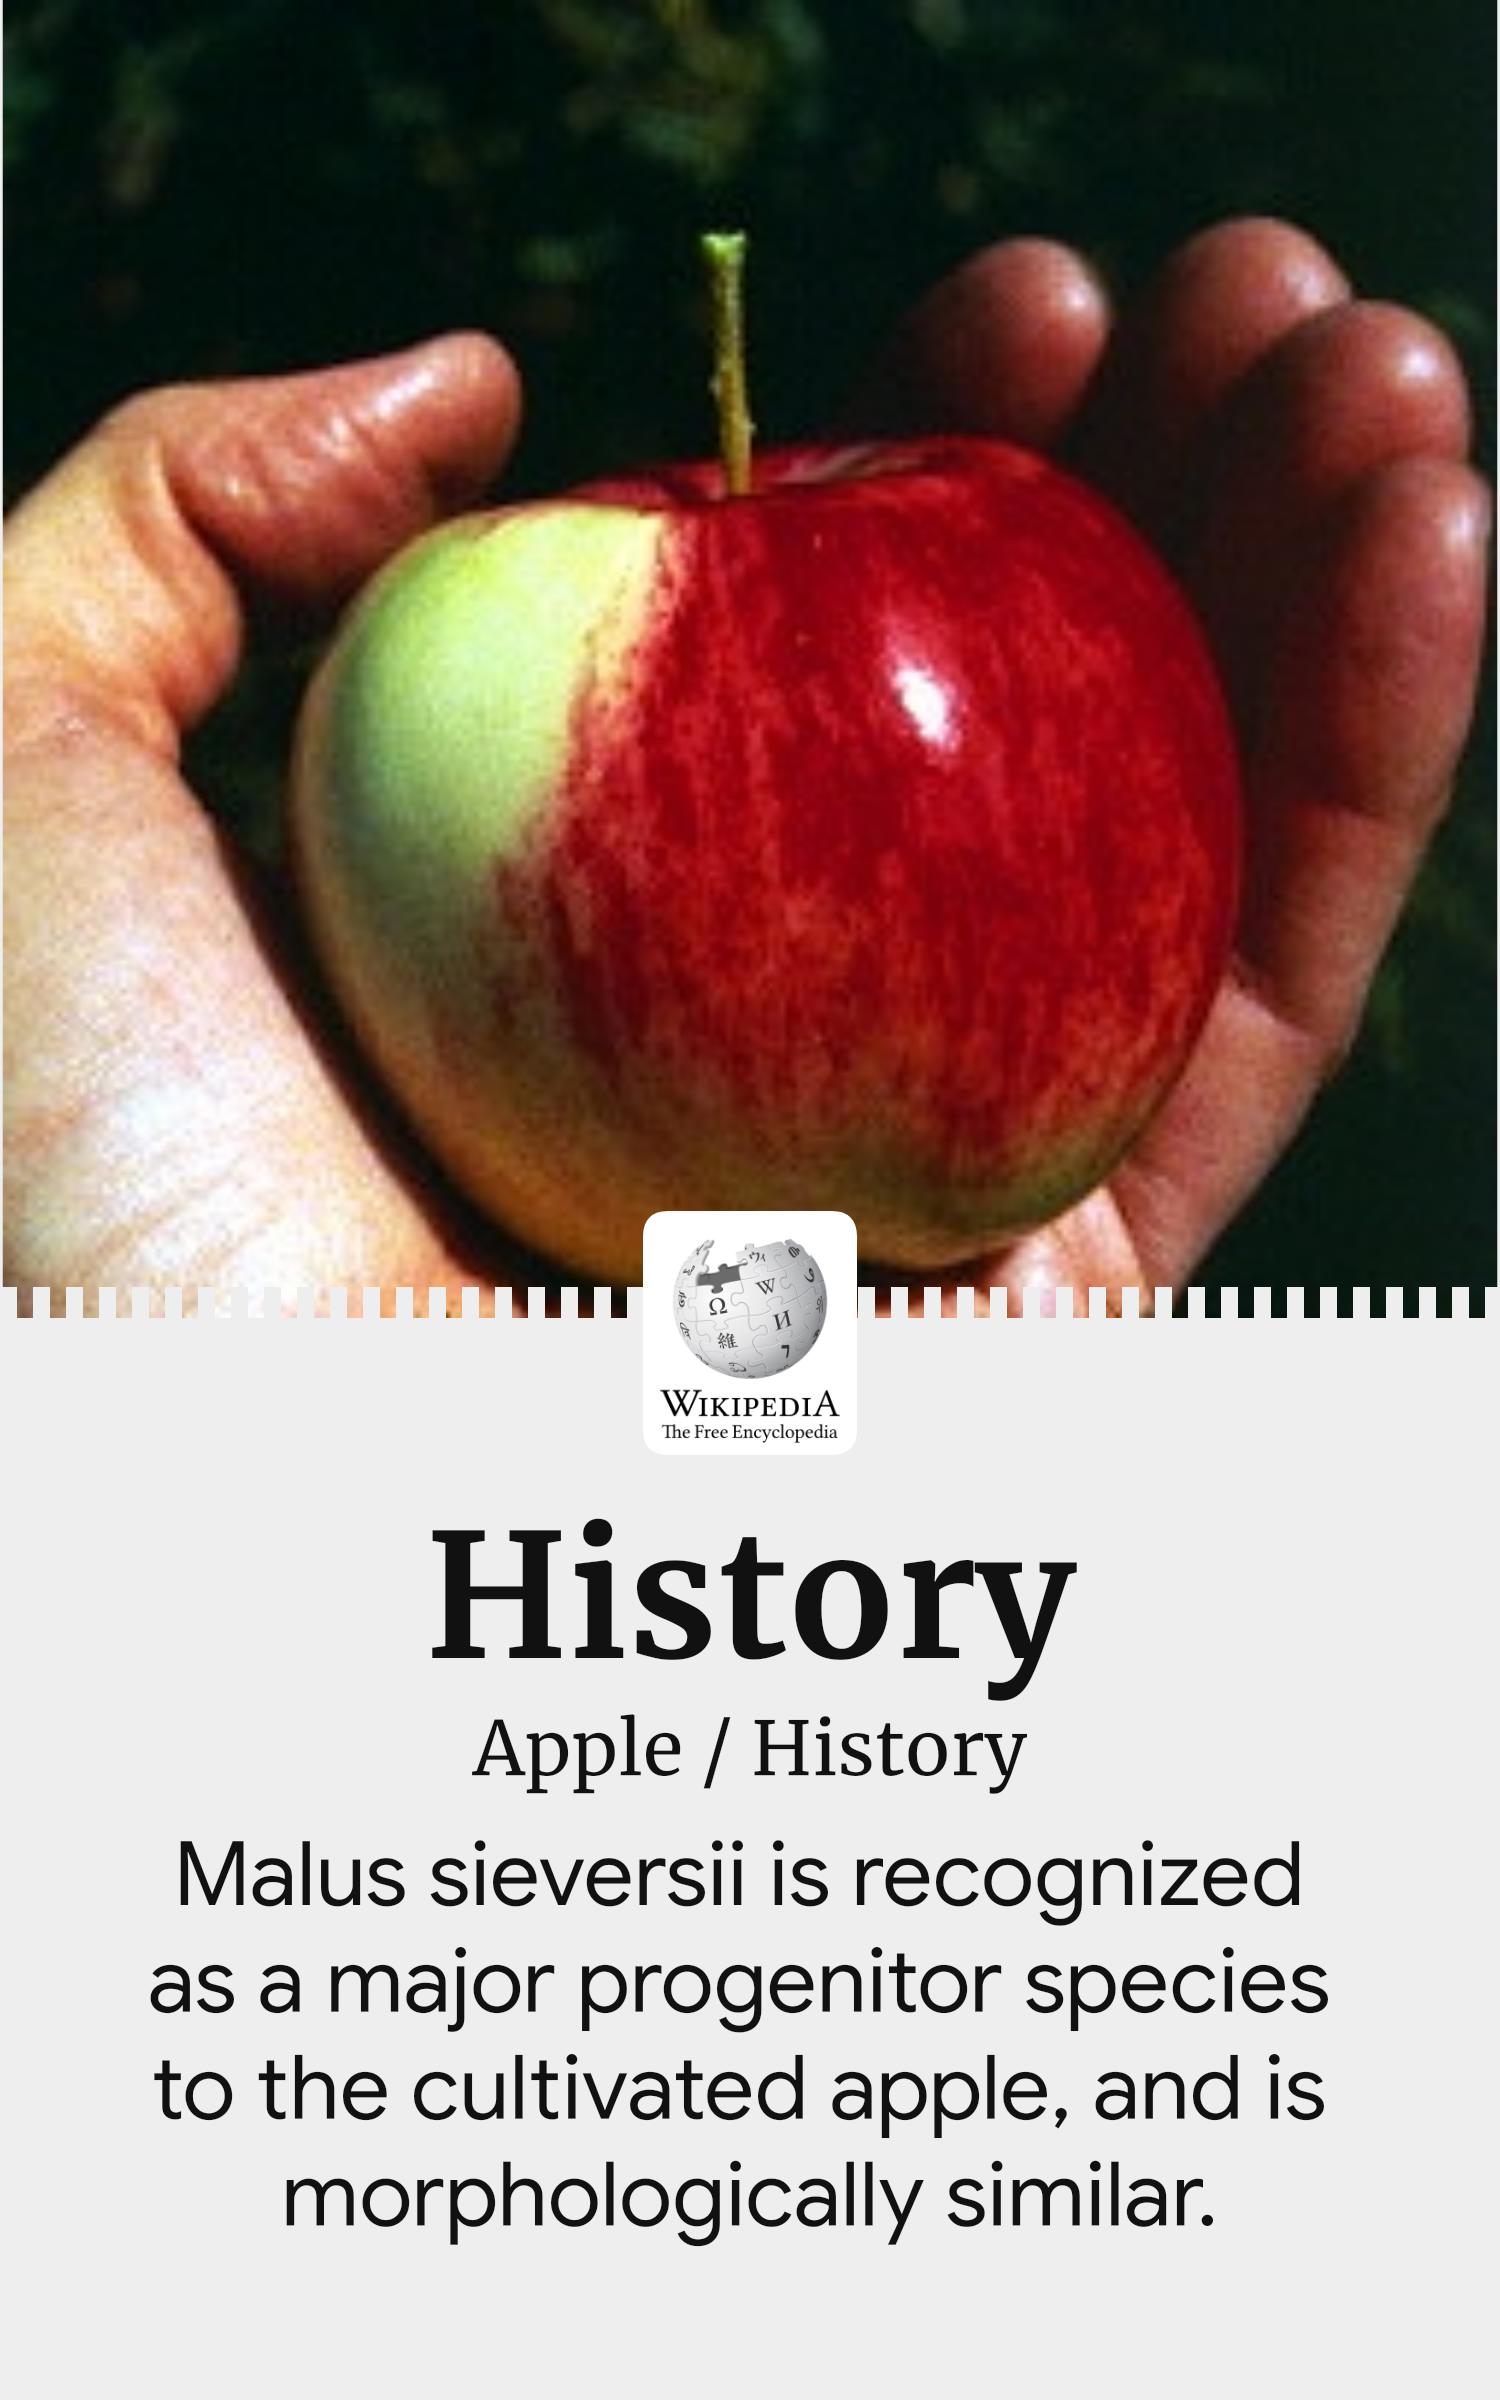 WIKIPEDIA
The Free Encyclopedia
History
Apple / History
Malus sieversii is recognized
as a major progenitor species
to the cultivated apple, and is
morphologically similar.